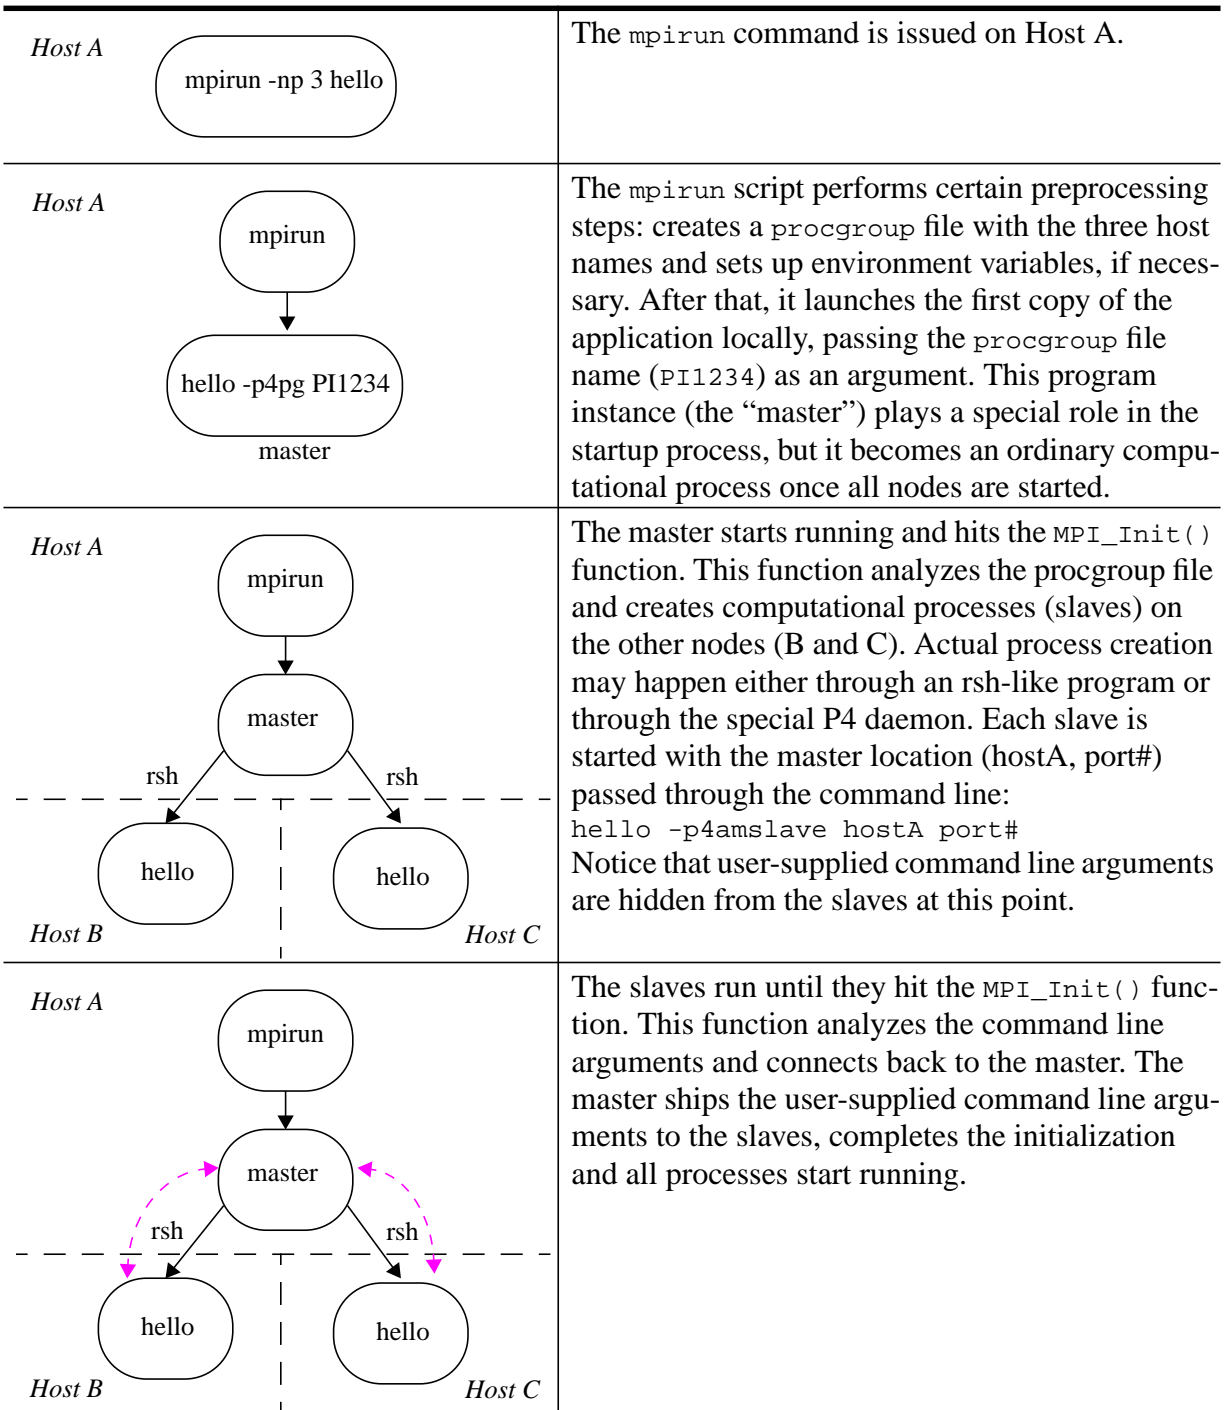 Host A
mpirun -np 3 hello
The mpirun command is issued on Host A.
Host A
mpirun
hello -p4pg PI1234
master
The mpirun script performs certain preprocessing
steps: creates a procgroup file with the three host
names and sets up environment variables, if neces-
sary. After that, it launches the first copy of the
application locally, passing the procgroup file
name (PI1234) as an argument. This program
instance (the “master”) plays a special role in the
startup process, but it becomes an ordinary compu-
tational process once all nodes are started.
Host A
mpirun
master
rsh
rsh
hello
hello
Host B
Host C
The master starts running and hits the MPI_Init()
function. This function analyzes the procgroup file
and creates computational processes (slaves) on
the other nodes (B and C). Actual process creation
may happen either through an rsh-like program or
through the special P4 daemon. Each slave is
started with the master location (hostA, port#)
passed through the command line:
hello -p4amslave hostA port#
Notice that user-supplied command line arguments
are hidden from the slaves at this point.
Host A
mpirun
master
rsh
rsh
hello
hello
Host B
Host C
The slaves run until they hit the MPI_Init() func-
tion. This function analyzes the command line
arguments and connects back to the master. The
master ships the user-supplied command line argu-
ments to the slaves, completes the initialization
and all processes start running.